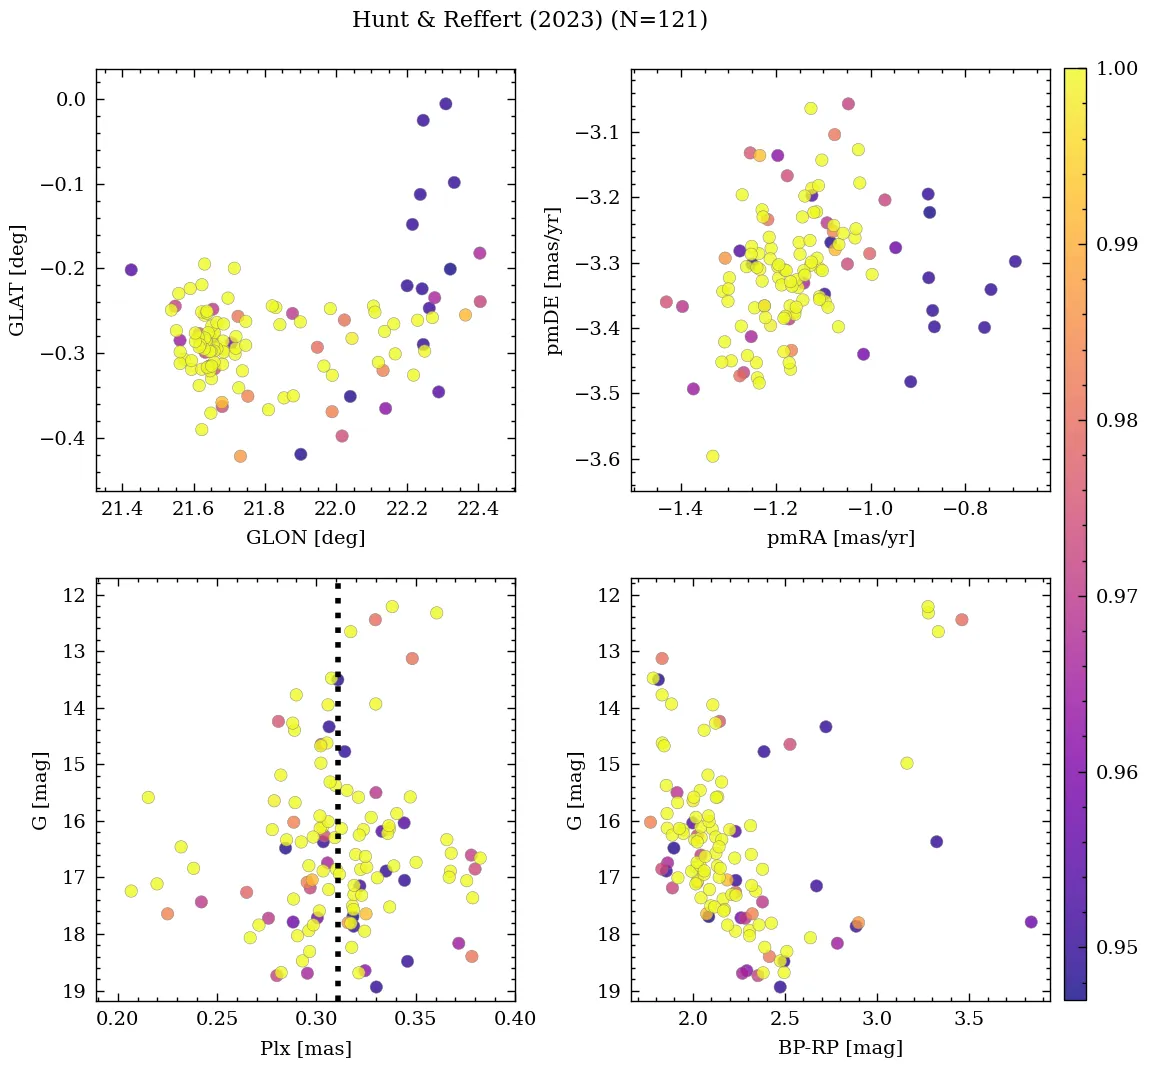 Hunt & Reffert (2023) (N=121)
0.0
−0.1
−0.2
−0.3
−0.4
GLAT [deg]
21.4 21.6 21.8 22.0 22.2 22.4
GLON [deg]
−3.1
−3.2
−3.3
−3.4
−3.5
−3.6
pmDE [mas/yr]
−1.4 −1.2 −1.0 −0.8
pmRA [mas/yr]
12
13
14
15
16
17
18
19
G [mag]
0.20 0.25 0.30 0.35 0.40
Plx [mas]
12
13
14
15
16
17
18
19
G [mag]
2.0 2.5 3.0 3.5
BP-RP [mag]
1.00
0.99
0.98
0.97
0.96
0.95